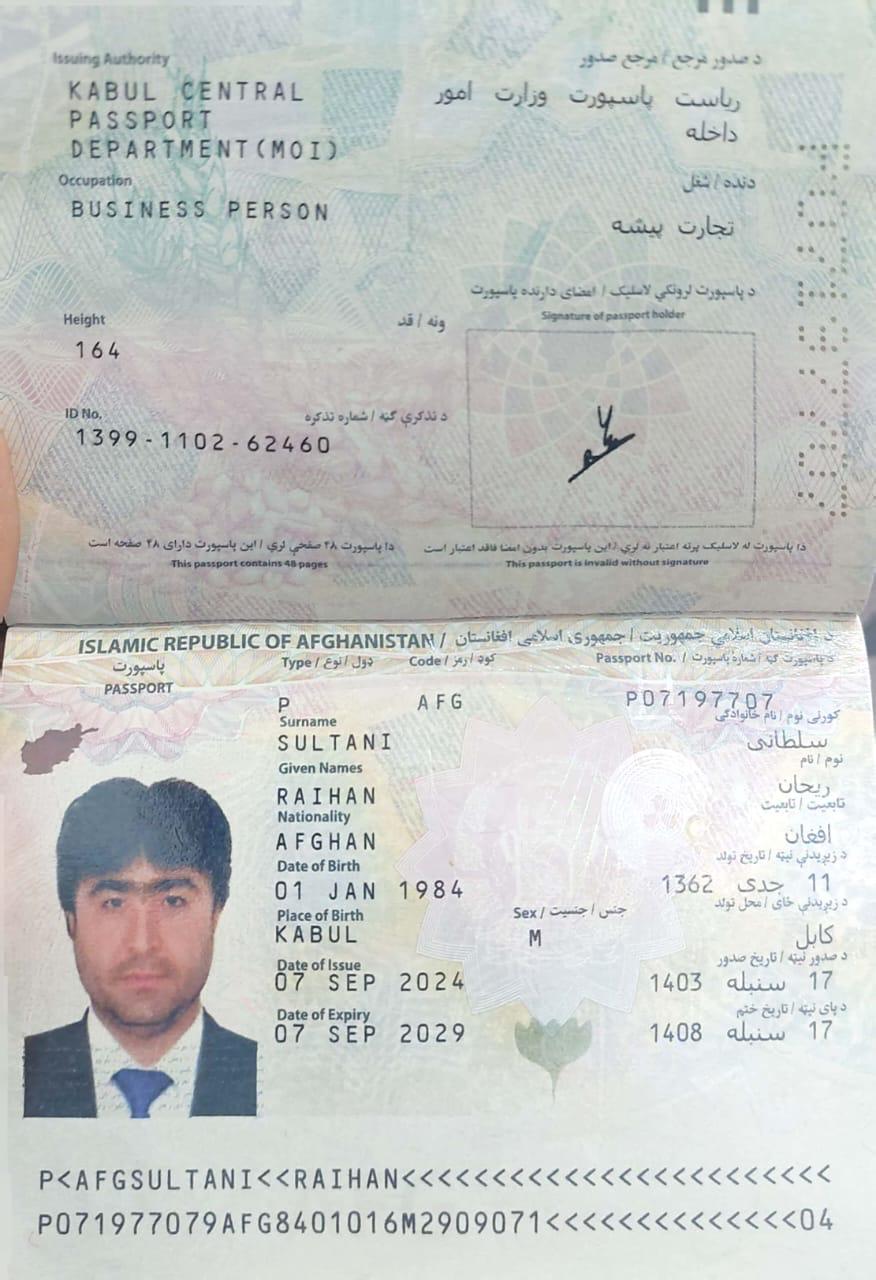 Issuing Authority د صدور مرجع / مرجع صدور
KABUL CENTRAL ریاست پاسپورت وزارت امور
PASSPORT داخله
DEPARTMENT(MOI)
Occupation دنده / شغل
BUSINESS PERSON تجارت پیشه
د پاسپورت لرونکي لاسلیک / امضای دارنده پاسپورت
Signature of passport holder
Height ونه / قد
164
ID No. د تذکرې ګڼه / شماره تذکره
1399-1102-62460
دا پاسپورت ۴۸ صفحې لري / این پاسپورت دارای ۴۸ صفحه است
This passport contains 48 pages
دا پاسپورت له لاسلیک پرته اعتبار نه لري / این پاسپورت بدون امضا فاقد اعتبار است
This passport is invalid without signature
ISLAMIC REPUBLIC OF AFGHANISTAN / د افغانستان اسلامي جمهوریت / جمهوری اسلامی افغانستان
پاسپورت Type / ډول / نوع Code / کوډ / رمز Passport No. / د پاسپورت ګڼه / شماره پاسپورت
PASSPORT
P AFG P07197707
Surname کورنی نوم / نام خانوادگی
SULTANI سلطانی
Given Names نوم / نام
RAIHAN ریحان
Nationality تابعیت / تابعیت
AFGHAN افغان
Date of Birth د زیږیدنې نیټه / تاریخ تولد
01 JAN 1984 11 جدی 1362
Place of Birth Sex / جنس / جنسیت د زیږیدنې ځای / محل تولد
KABUL M کابل
Date of Issue د صدور نیټه / تاریخ صدور
07 SEP 2024 17 سنبله 1403
Date of Expiry د پای نیټه / تاریخ ختم
07 SEP 2029 17 سنبله 1408
P<AFGSULTANI<<RAIHAN<<<<<<<<<<<<<<<<<<<<<<<<
P071977079AFG8401016M2909071<<<<<<<<<<<<<<04